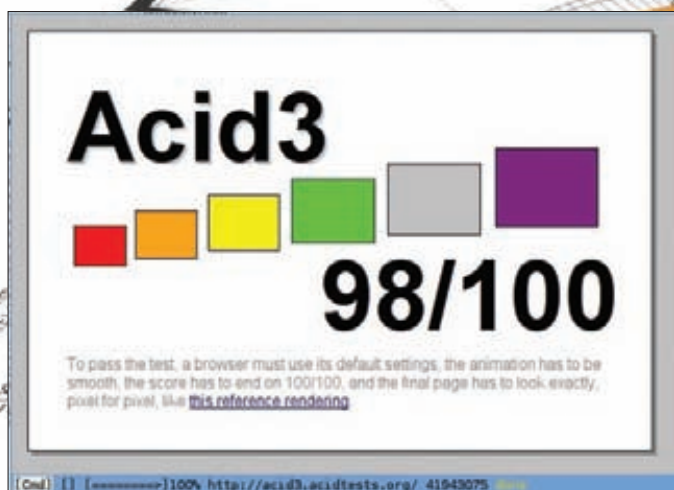 Acid3
98/100
To pass the test, a browser must use its default settings, the animation has to be
smooth, the score has to end on 100/100, and the final page has to look exactly,
pixel for pixel, like this reference rendering.
[Cmd] [] [========>]100% http://acid3.acidtests.org/ 41943075 done